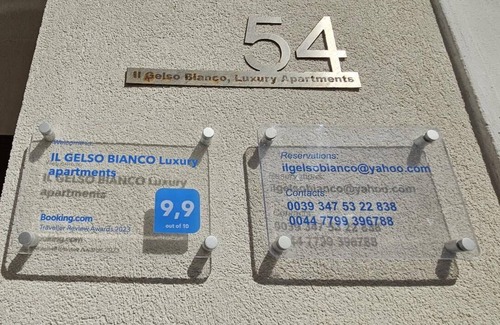 54
Il Gelso Bianco, Luxury Apartments
IL GELSO BIANCO Luxury
apartments
Booking.com
Traveller Review Awards 2023
9,9
out of 10
Reservations:
ilgelsobianco@yahoo.com
Contacts:
0039 347 53 22 838
0044 7799 396788